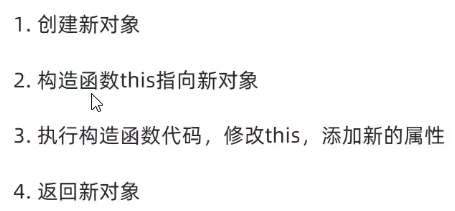 1. 创建新对象
2. 构造函数this指向新对象
3. 执行构造函数代码，修改this，添加新的属性
4. 返回新对象